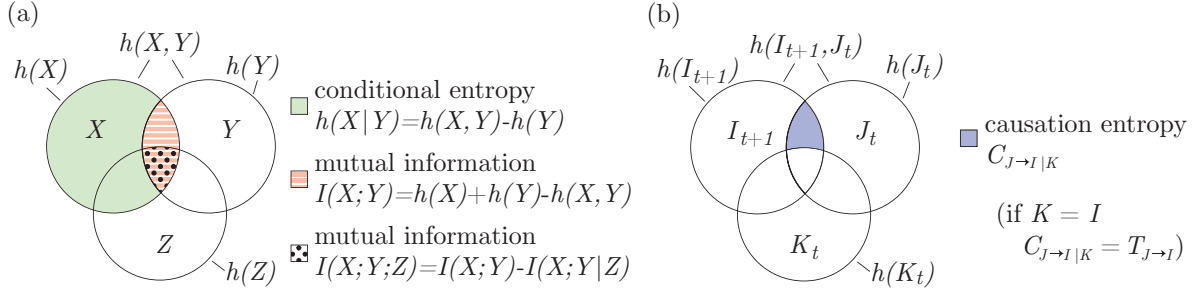 (a)
h(X,Y)
h(X)
h(Y)
X
Y
Z
h(Z)
conditional entropy
h(X|Y)=h(X,Y)-h(Y)
mutual information
I(X;Y)=h(X)+h(Y)-h(X,Y)
mutual information
I(X;Y;Z)=I(X;Y)-I(X;Y|Z)
(b)
h(I_{t+1},J_t)
h(I_{t+1})
h(J_t)
I_{t+1}
J_t
K_t
h(K_t)
causation entropy
C_{J→I|K}
(if K = I
C_{J→I|K} = T_{J→I})